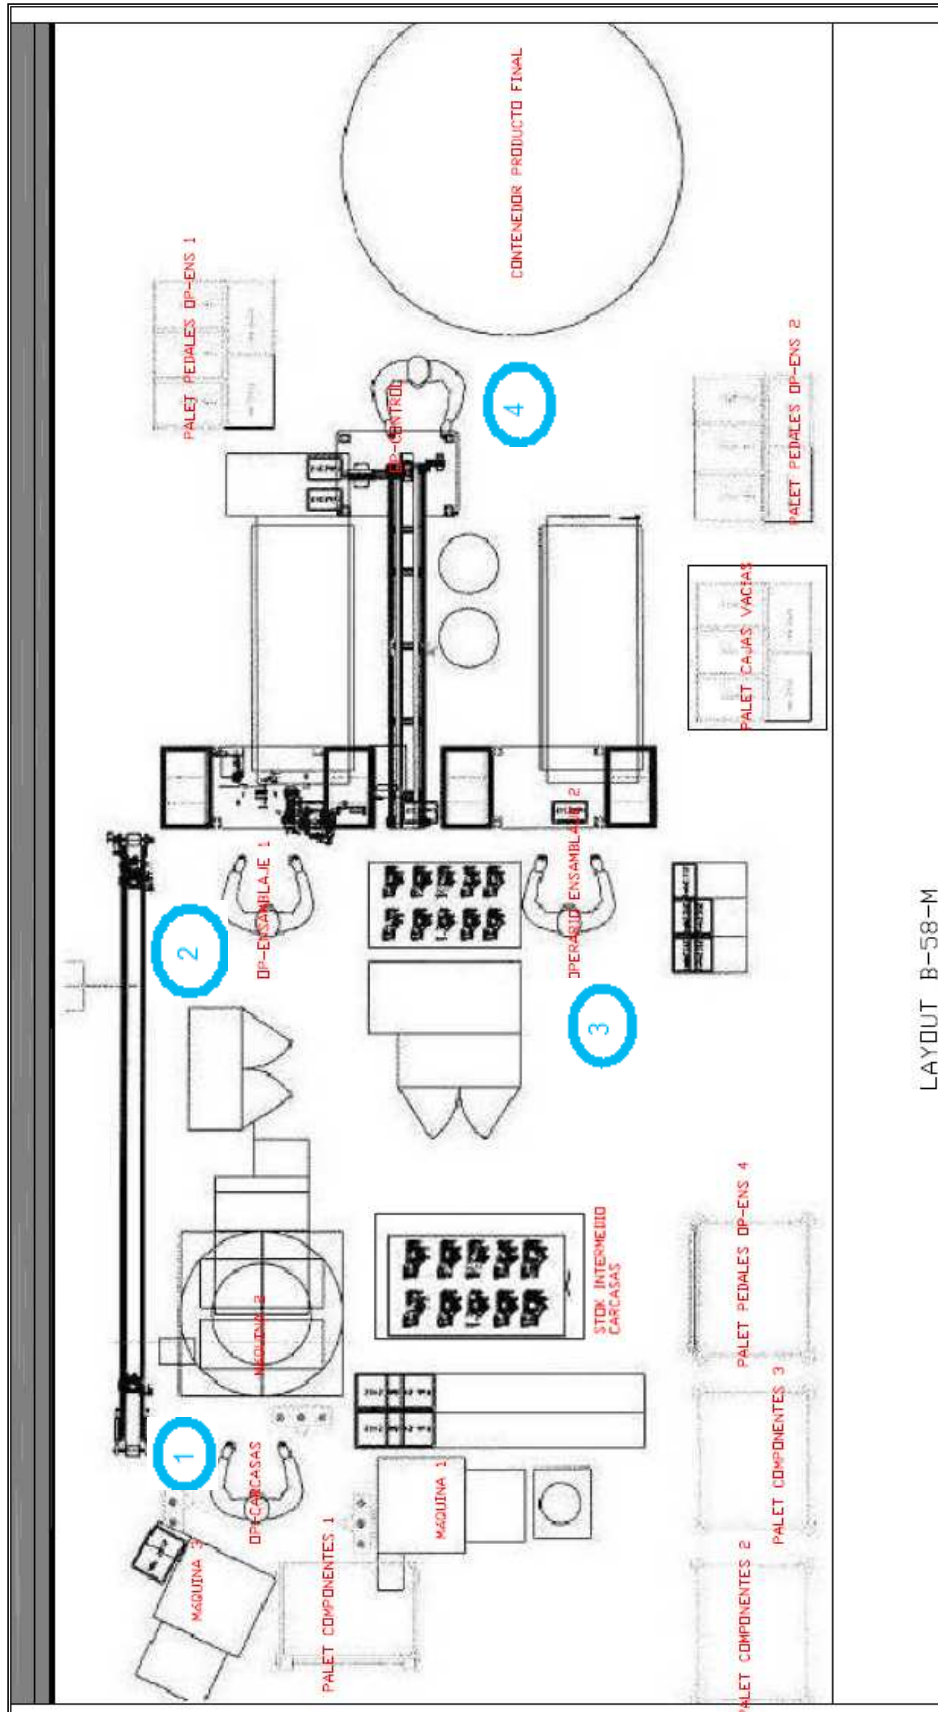 CONTENEDOR PRODUCTO FINAL
PALET PEDALES OP-ENS 1
PALET PEDALES OP-ENS 2
OP-CONTROL
4
PALET CAJAS VACIAS
OP-ENSAMBLAJE 1
OPERARIO ENSAMBLAJE 2
2
3
PALET PEDALES OP-ENS 4
STOK INTERMEDIO
CARCASAS
MAQUINA 2
PALET COMPONENTES 3
1
OP-CARCASAS
MAQUINA 1
MAQUINA 3
PALET COMPONENTES 1
PALET COMPONENTES 2
LAYOUT B-58-M